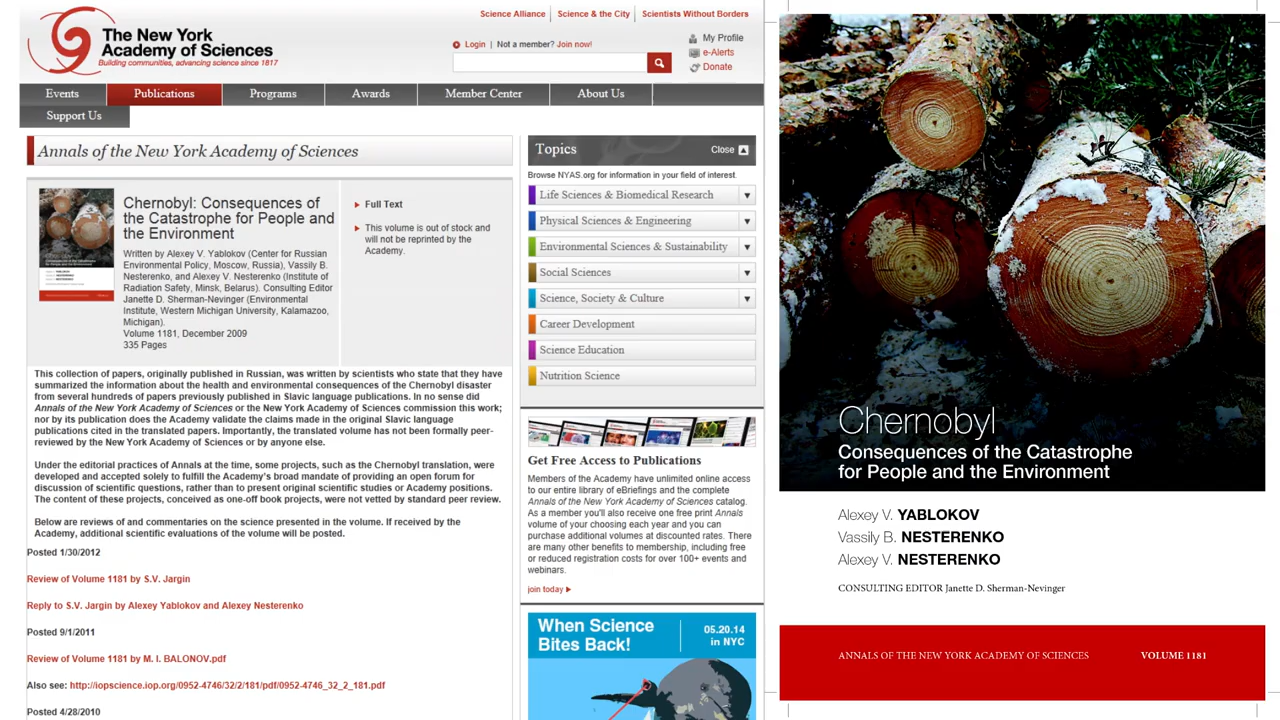 The New York
Academy of Sciences
Building communities, advancing science since 1817
Science Alliance
Science & the City
Scientists Without Borders
Login | Not a member? Join now!
My Profile
e-Alerts
Donate
Events
Publications
Programs
Awards
Member Center
About Us
Support Us
Annals of the New York Academy of Sciences
Chernobyl: Consequences of
the Catastrophe for People and
the Environment
Written by Alexey V. Yablokov (Center for Russian
Environmental Policy, Moscow, Russia), Vassily B.
Nesterenko, and Alexey V. Nesterenko (Institute of
Radiation Safety, Minsk, Belarus). Consulting Editor
Janette D. Sherman-Nevinger (Environmental
Institute, Western Michigan University, Kalamazoo,
Michigan).
Volume 1181, December 2009
335 Pages
Full Text
This volume is out of stock and
will not be reprinted by the
Academy.
This collection of papers, originally published in Russian, was written by scientists who state that they have
summarized the information about the health and environmental consequences of the Chernobyl disaster
from several hundreds of papers previously published in Slavic language publications. In no sense did
Annals of the New York Academy of Sciences or the New York Academy of Sciences commission this work;
nor by its publication does the Academy validate the claims made in the original Slavic language
publications cited in the translated papers. Importantly, the translated volume has not been formally peer-
reviewed by the New York Academy of Sciences or by anyone else.
Under the editorial practices of Annals at the time, some projects, such as the Chernobyl translation, were
developed and accepted solely to fulfill the Academy's broad mandate of providing an open forum for
discussion of scientific questions, rather than to present original scientific studies or Academy positions.
The content of these projects, conceived as one-off book projects, were not vetted by standard peer review.
Below are reviews of and commentaries on the science presented in the volume. If received by the
Academy, additional scientific evaluations of the volume will be posted.
Posted 1/30/2012
Review of Volume 1181 by S.V. Jargin
Reply to S.V. Jargin by Alexey Yablokov and Alexey Nesterenko
Posted 9/1/2011
Review of Volume 1181 by M. I. BALONOV.pdf
Also see: http://iopscience.iop.org/0952-4746/32/2/181/pdf/0952-4746_32_2_181.pdf
Posted 4/28/2010
Topics
Close
Browse NYAS.org for information in your field of interest.
Life Sciences & Biomedical Research
Physical Sciences & Engineering
Environmental Sciences & Sustainability
Social Sciences
Science, Society & Culture
Career Development
Science Education
Nutrition Science
Get Free Access to Publications
Members of the Academy have unlimited online access
to our entire library of eBriefings and the complete
Annals of the New York Academy of Sciences catalog.
As a member you'll also receive one free print Annals
volume of your choosing each year and you can
purchase additional volumes at discounted rates. There
are many other benefits to membership, including free
or reduced registration costs for over 100+ events and
webinars.
join today
When Science
Bites Back!
05.20.14
in NYC
Chernobyl
Consequences of the Catastrophe
for People and the Environment
Alexey V. YABLOKOV
Vassily B. NESTERENKO
Alexey V. NESTERENKO
CONSULTING EDITOR Janette D. Sherman-Nevinger
ANNALS OF THE NEW YORK ACADEMY OF SCIENCES
VOLUME 1181